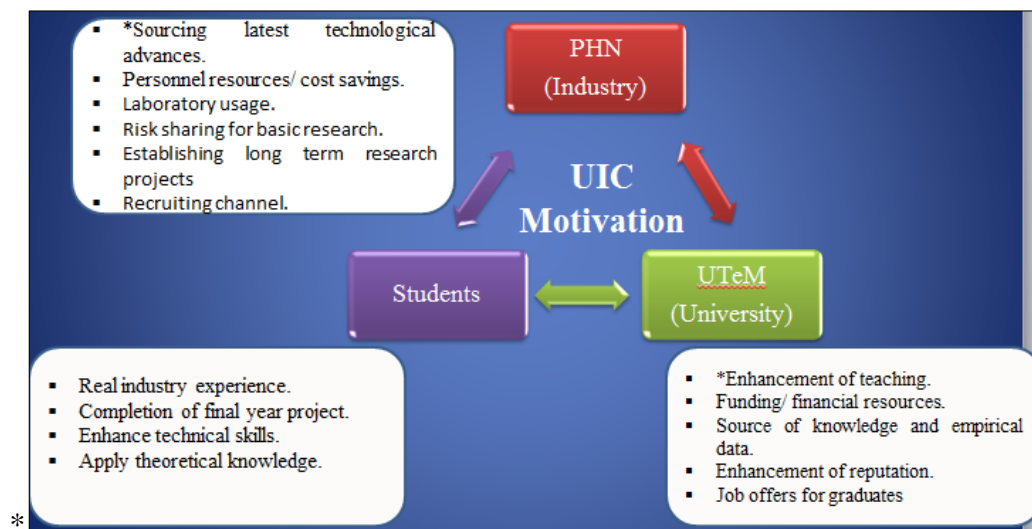 ▪ *Sourcing latest technological
advances.
▪ Personnel resources/ cost savings.
▪ Laboratory usage.
▪ Risk sharing for basic research.
▪ Establishing long term research
projects
▪ Recruiting channel.
PHN
(Industry)
UIC
Motivation
Students
UTeM
(University)
▪ Real industry experience.
▪ Completion of final year project.
▪ Enhance technical skills.
▪ Apply theoretical knowledge.
▪ *Enhancement of teaching.
▪ Funding/ financial resources.
▪ Source of knowledge and empirical
data.
▪ Enhancement of reputation.
▪ Job offers for graduates
*